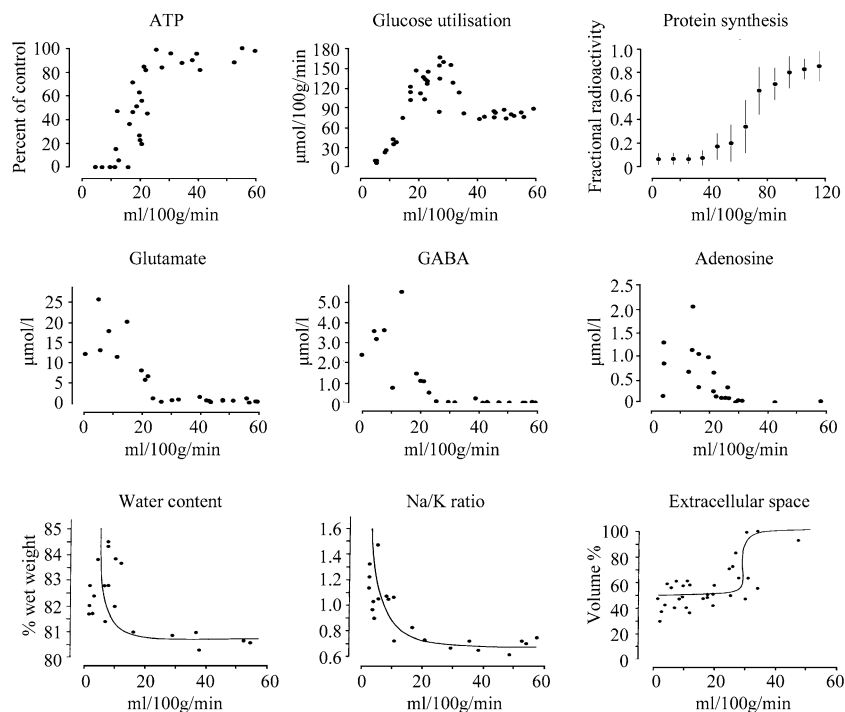 ATP
Percent of control
100
80
60
40
20
0
0 20 40 60
ml/100g/min
Glucose utilisation
µmol/100g/min
180
150
120
90
60
30
0
0 20 40 60
ml/100g/min
Protein synthesis
Fractional radioactivity
1.0
0.8
0.6
0.4
0.2
0
0 40 80 120
ml/100g/min
Glutamate
µmol/l
25
20
15
10
5
0
0 20 40 60
ml/100g/min
GABA
µmol/l
5.0
4.0
3.0
2.0
1.0
0
0 20 40 60
ml/100g/min
Adenosine
µmol/l
2.5
2.0
1.5
1.0
0.5
0
0 20 40 60
ml/100g/min
Water content
% wet weight
85
84
83
82
81
80
0 20 40 60
ml/100g/min
Na/K ratio
1.6
1.4
1.2
1.0
0.8
0.6
0 20 40 60
ml/100g/min
Extracellular space
Volume %
100
80
60
40
20
0
0 20 40 60
ml/100g/min